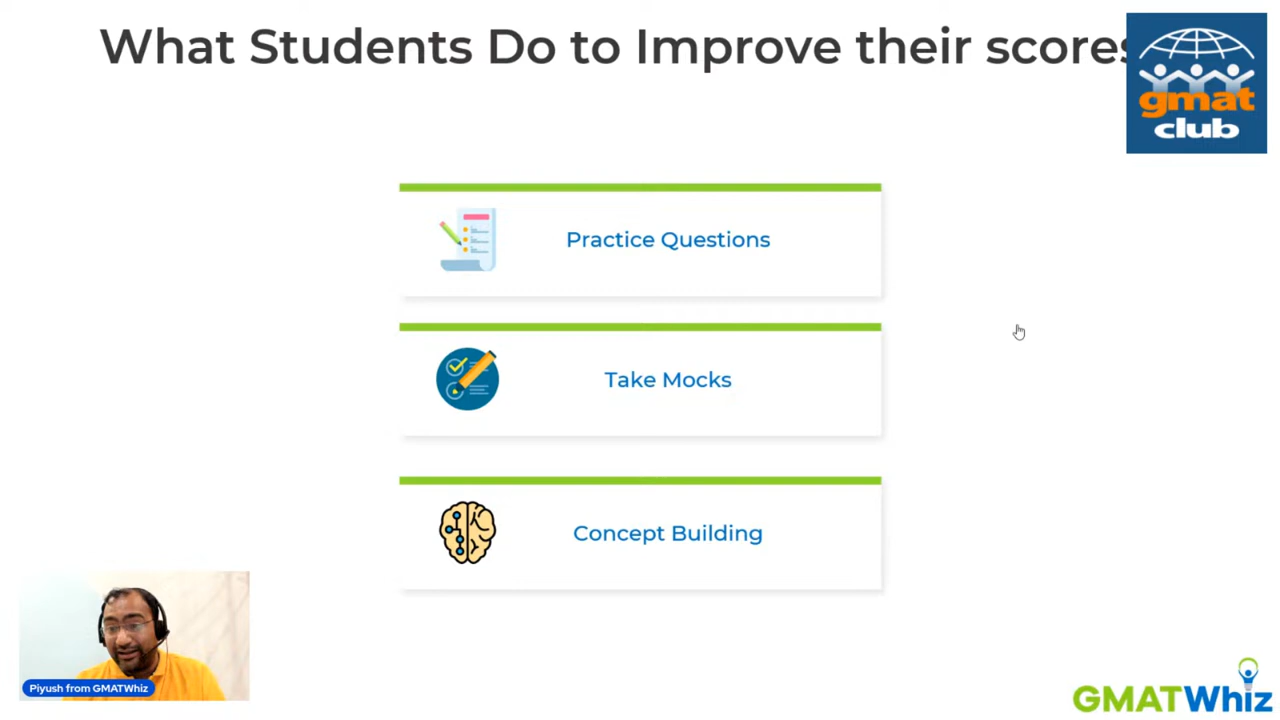 What Students Do to Improve their scores
gmat
club
Practice Questions
Take Mocks
Concept Building
Piyush from GMATWhiz
GMATWhiz